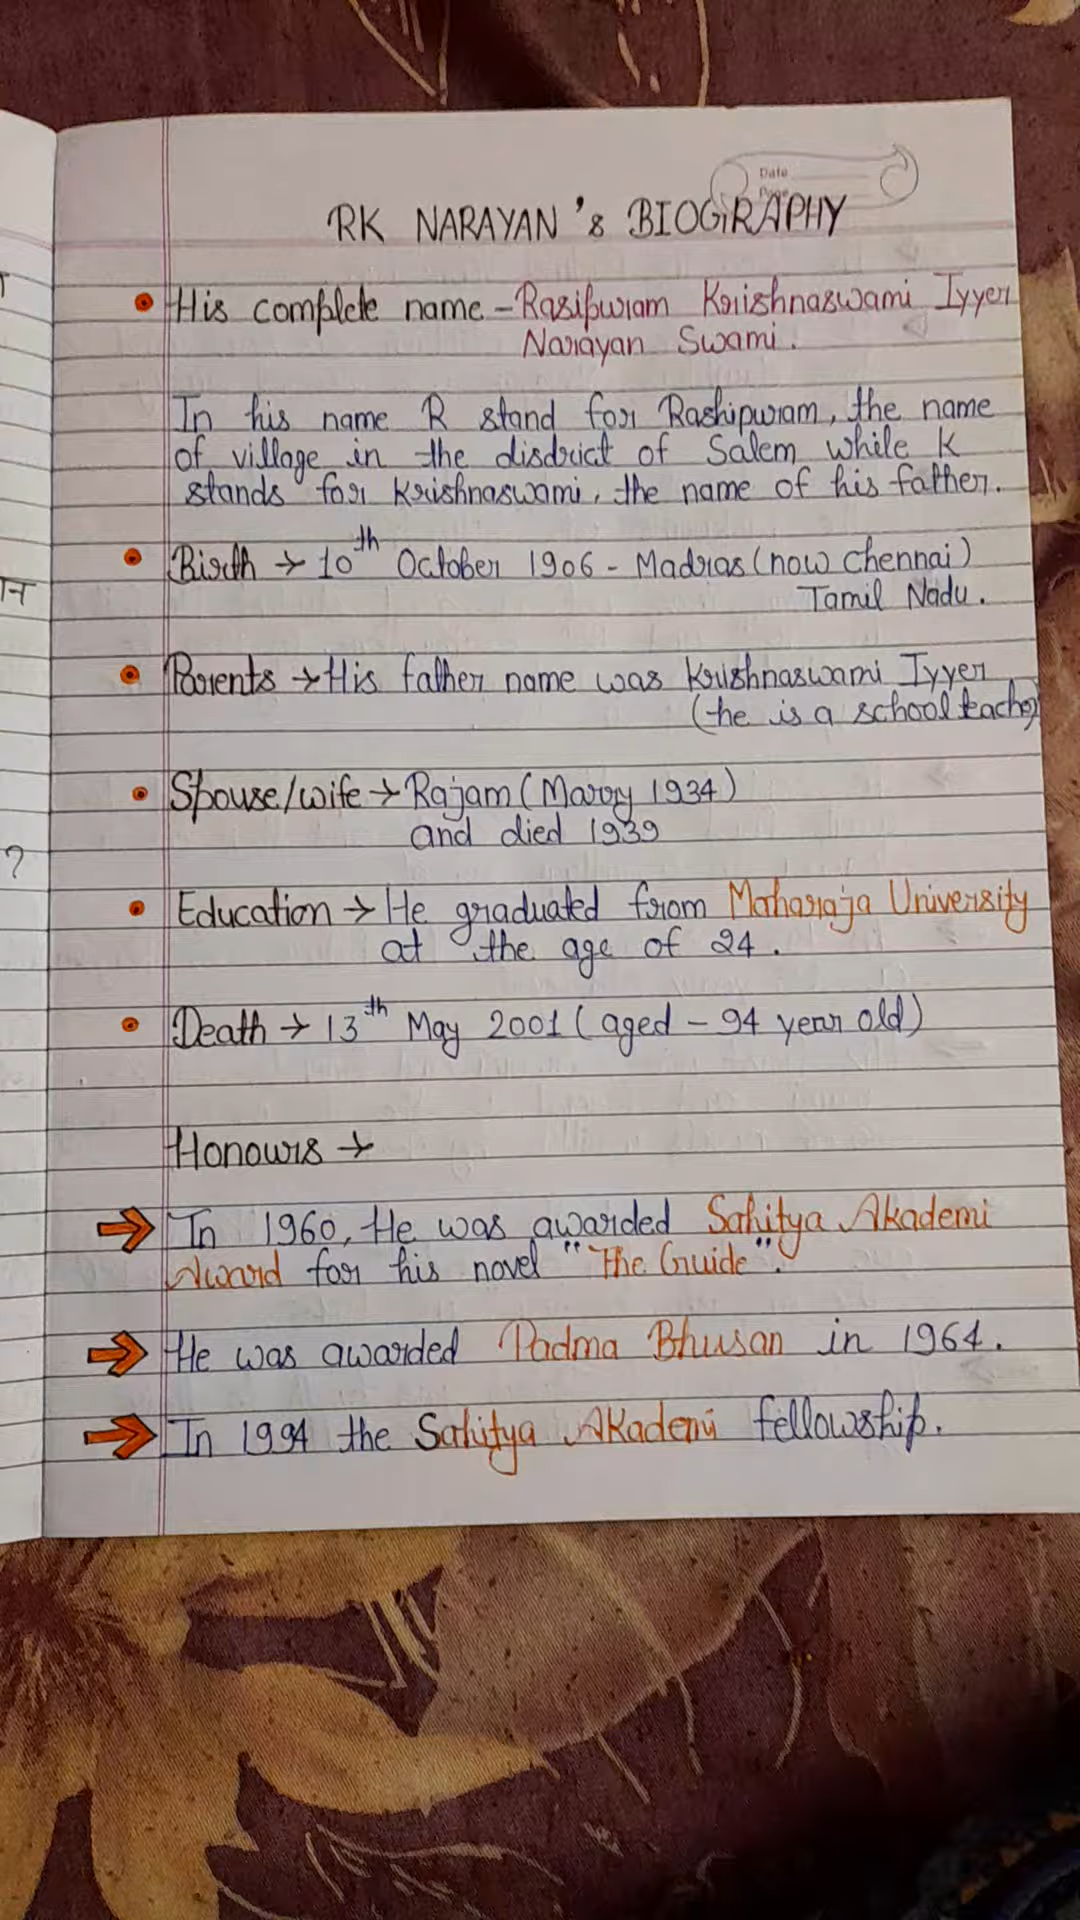 Date
Page
RK NARAYAN's BIOGRAPHY
His complete name - Rasipuram Krishnaswami Iyyer
Narayan Swami.
In his name R stand for Rashipuram, the name
of village in the disdrict of Salem while K
stands for Krishnaswami, the name of his father.
Birth → 10th October 1906 - Madras (now Chennai)
Tamil Nadu.
Parents → His father name was Krishnaswami Iyyer
(he is a school teacher)
Spouse/wife → Rajam (Marry 1934)
and died 1939
Education → He graduated from Maharaja University
at the age of 24.
Death → 13th May 2001 (aged - 94 year old)
Honours →
In 1960, He was awarded Sahitya Akademi
Award for his novel "The Guide".
He was awarded Padma Bhusan in 1964.
In 1994 the Sahitya Akademi fellowship.
?